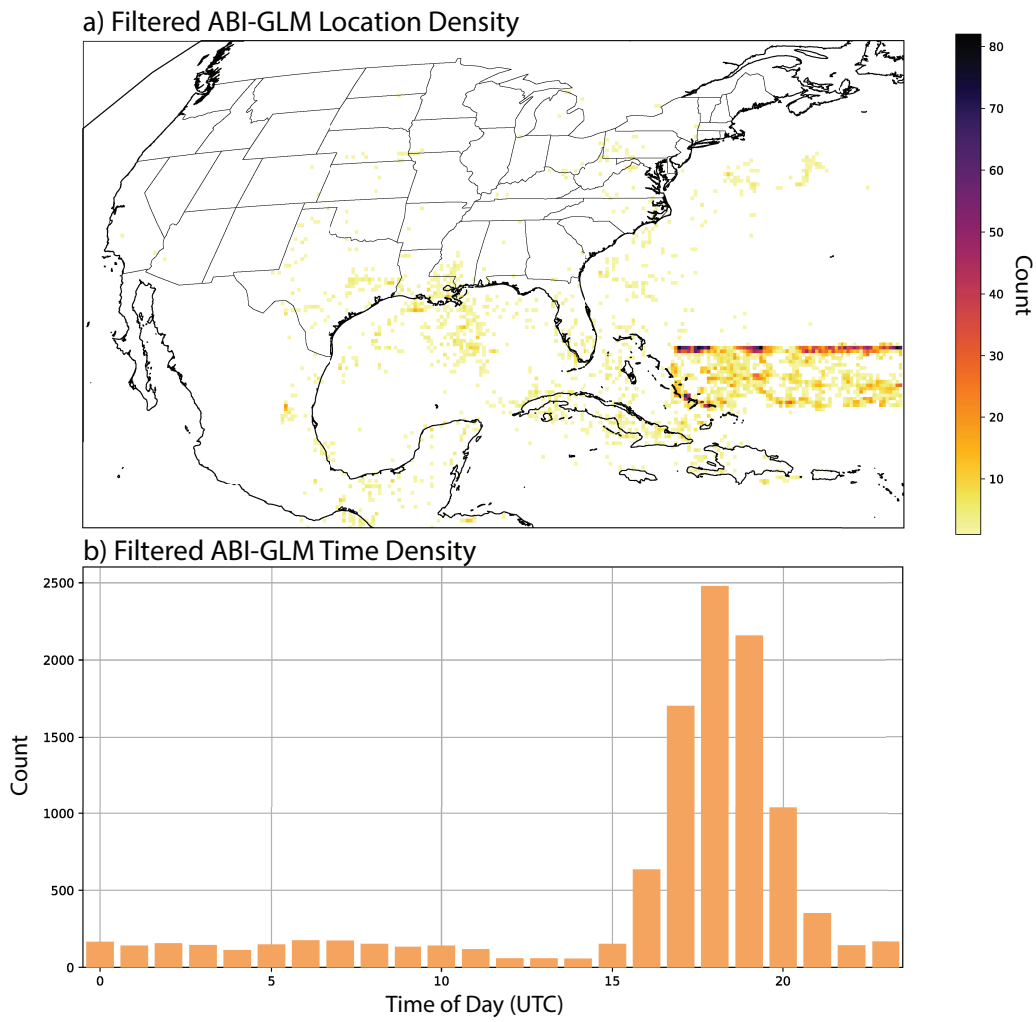 a) Filtered ABI-GLM Location Density
80
70
60
50
40
30
20
10
Count
b) Filtered ABI-GLM Time Density
2500
2000
1500
1000
500
0
Count
0 5 10 15 20
Time of Day (UTC)